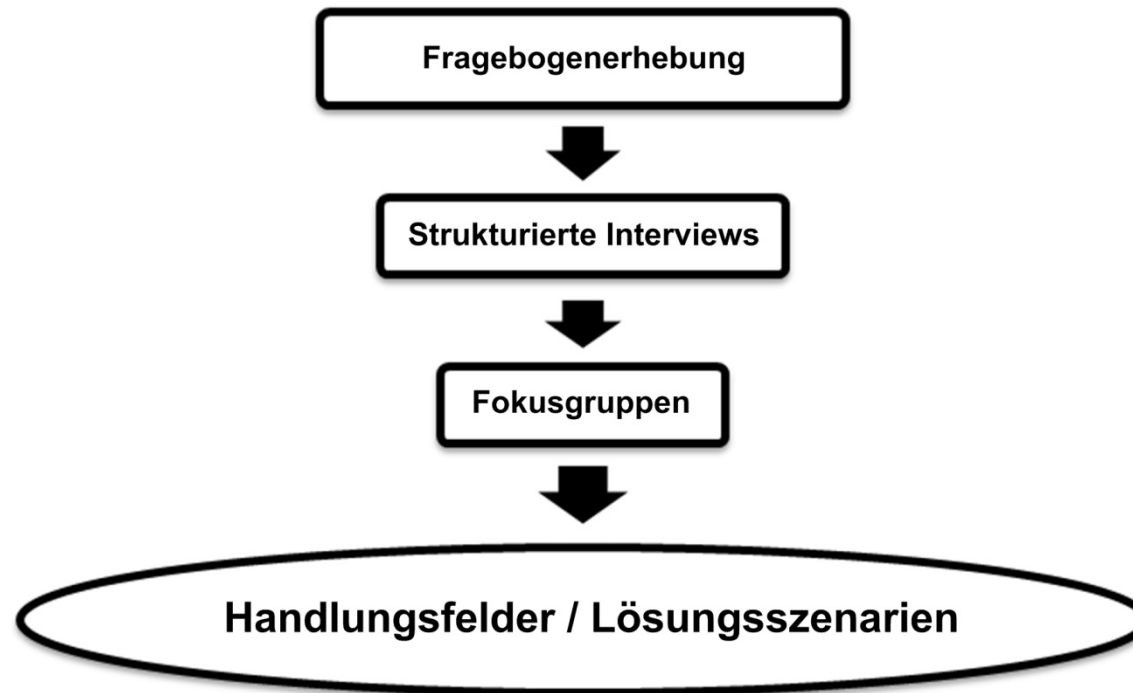 Fragebogenerhebung
Strukturierte Interviews
Fokusgruppen
Handlungsfelder / Lösungsszenarien